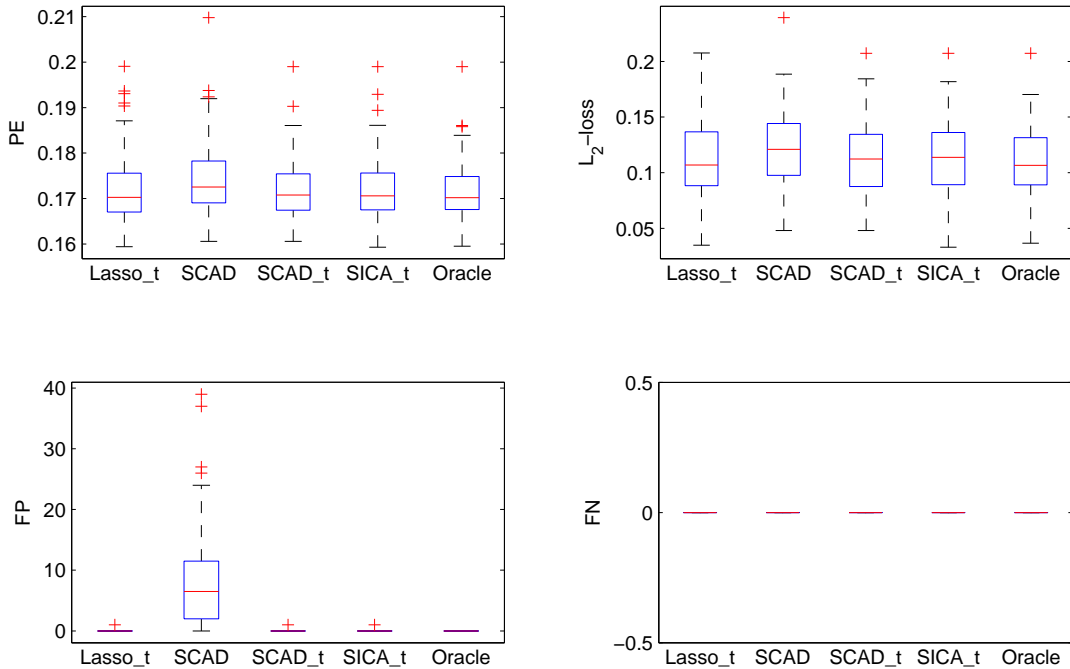 0.21
0.2
0.19
0.18
0.17
0.16
PE
Lasso_t SCAD SCAD_t SICA_t Oracle
0.2
0.15
0.1
0.05
L₂−loss
Lasso_t SCAD SCAD_t SICA_t Oracle
40
30
20
10
0
FP
Lasso_t SCAD SCAD_t SICA_t Oracle
0.5
0
−0.5
FN
Lasso_t SCAD SCAD_t SICA_t Oracle